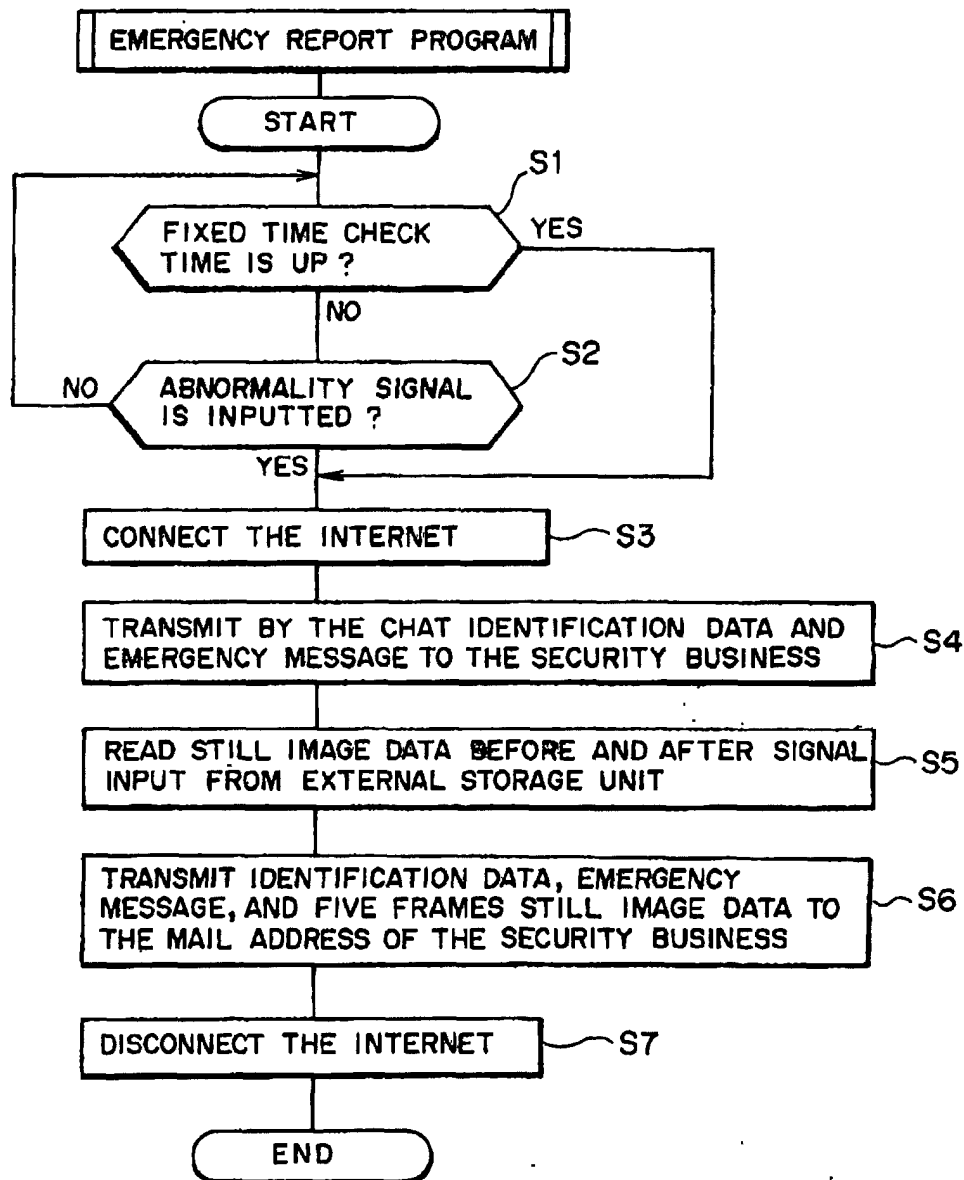 EMERGENCY REPORT PROGRAM
START
S1
FIXED TIME CHECK
TIME IS UP ?
YES
NO
S2
NO
ABNORMALITY SIGNAL
IS INPUTTED ?
YES
CONNECT THE INTERNET
S3
TRANSMIT BY THE CHAT IDENTIFICATION DATA AND
EMERGENCY MESSAGE TO THE SECURITY BUSINESS
S4
READ STILL IMAGE DATA BEFORE AND AFTER SIGNAL
INPUT FROM EXTERNAL STORAGE UNIT
S5
TRANSMIT IDENTIFICATION DATA, EMERGENCY
MESSAGE, AND FIVE FRAMES STILL IMAGE DATA TO
THE MAIL ADDRESS OF THE SECURITY BUSINESS
S6
DISCONNECT THE INTERNET
S7
END